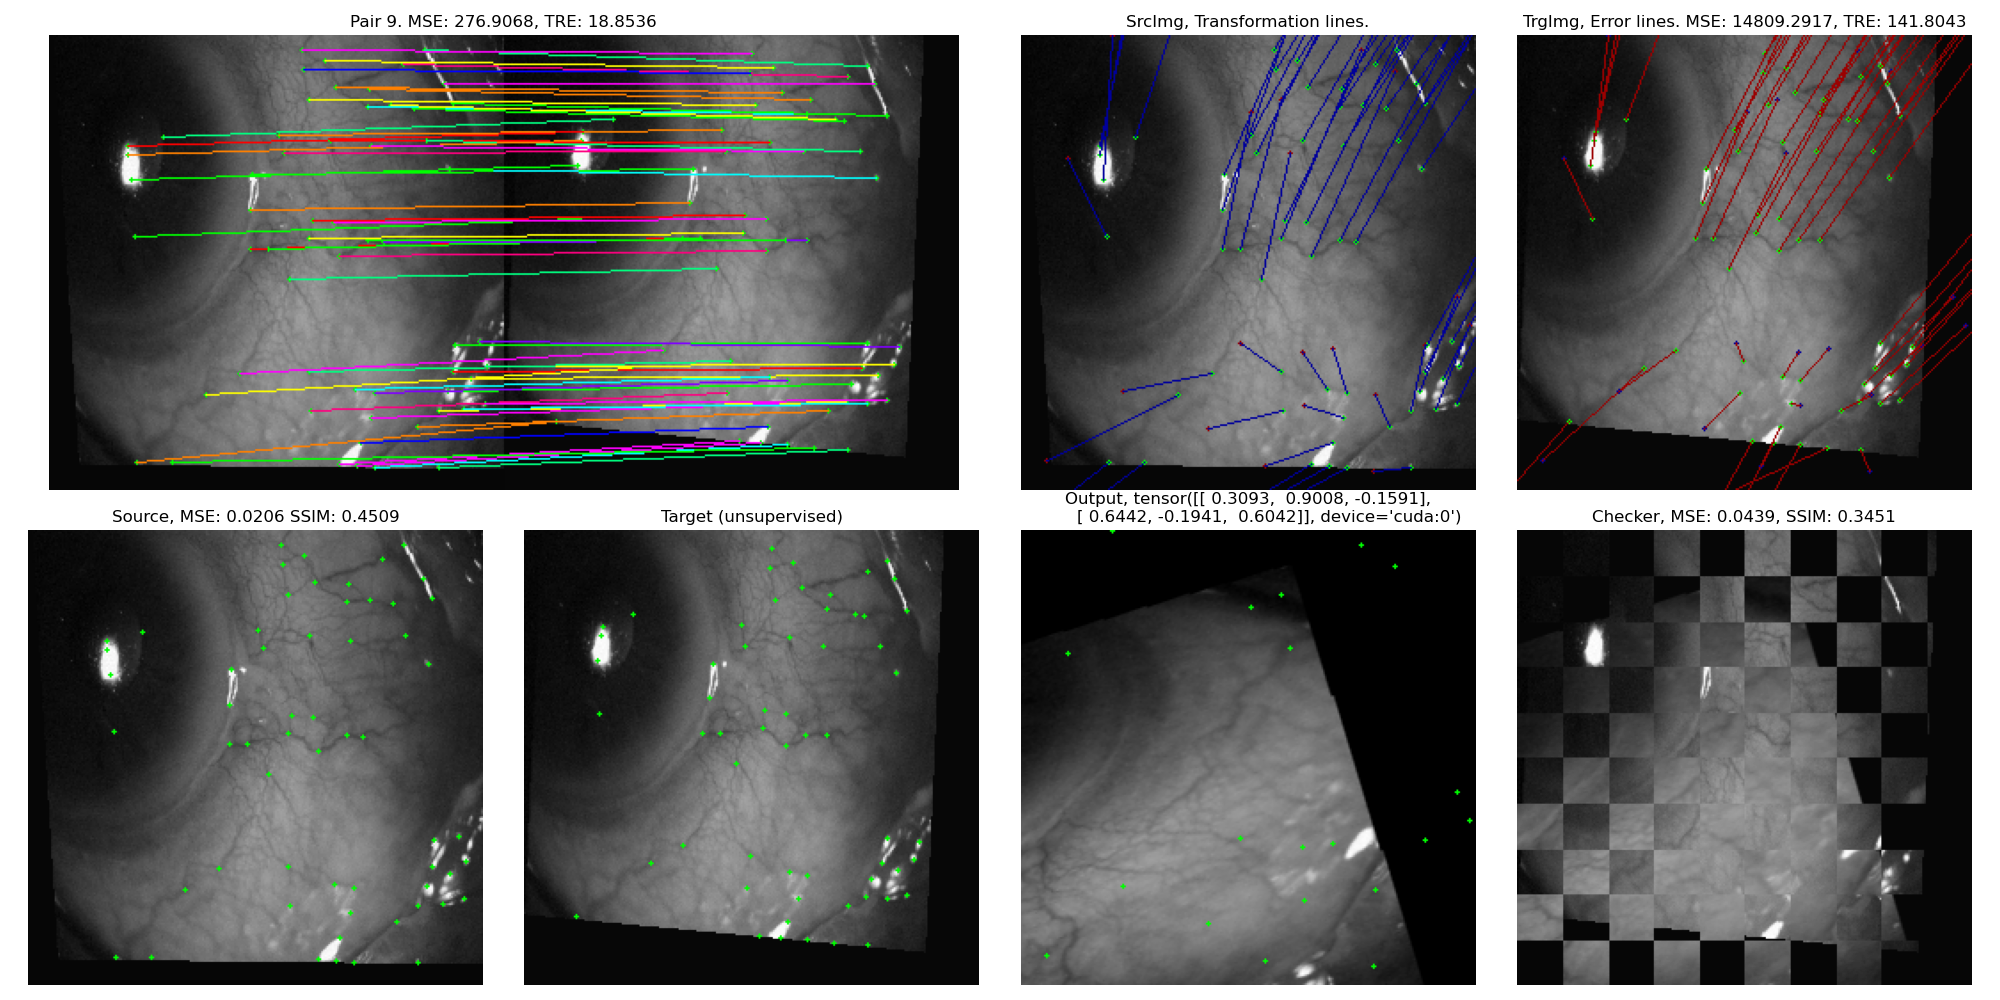 Pair 9. MSE: 276.9068, TRE: 18.8536
SrcImg, Transformation lines.
TrgImg, Error lines. MSE: 14809.2917, TRE: 141.8043
Source, MSE: 0.0206 SSIM: 0.4509
Target (unsupervised)
Output, tensor([[ 0.3093,  0.9008, -0.1591],
[ 0.6442, -0.1941,  0.6042]], device='cuda:0')
Checker, MSE: 0.0439, SSIM: 0.3451